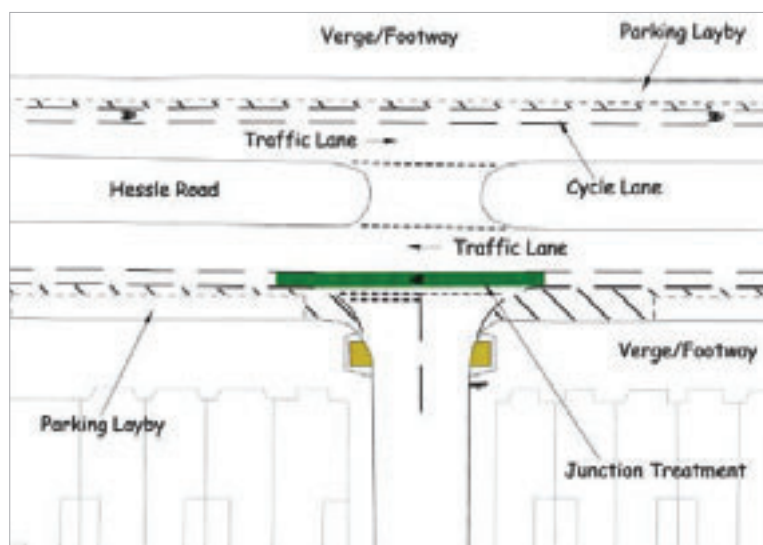 Verge/Footway
Parking Layby
Traffic Lane
Hessle Road
Cycle Lane
Traffic Lane
Verge/Footway
Parking Layby
Junction Treatment